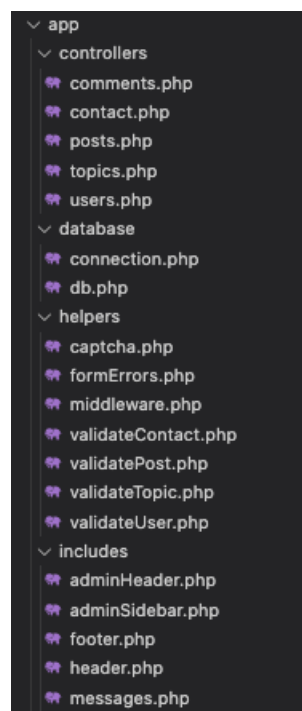 app
controllers
comments.php
contact.php
posts.php
topics.php
users.php
database
connection.php
db.php
helpers
captcha.php
formErrors.php
middleware.php
validateContact.php
validatePost.php
validateTopic.php
validateUser.php
includes
adminHeader.php
adminSidebar.php
footer.php
header.php
messages.php